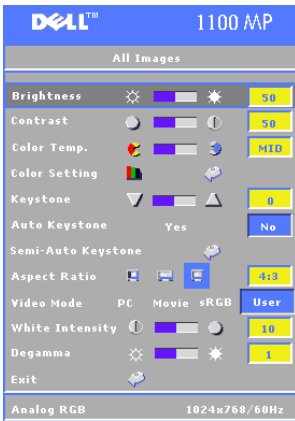 DELL™ 1100 MP
All Images
Brightness 50
Contrast 50
Color Temp. MID
Color Setting
Keystone 0
Auto Keystone Yes No
Semi-Auto Keystone
Aspect Ratio 4:3
Video Mode PC Movie sRGB User
White Intensity 10
Degamma 1
Exit
Analog RGB 1024x768/60Hz